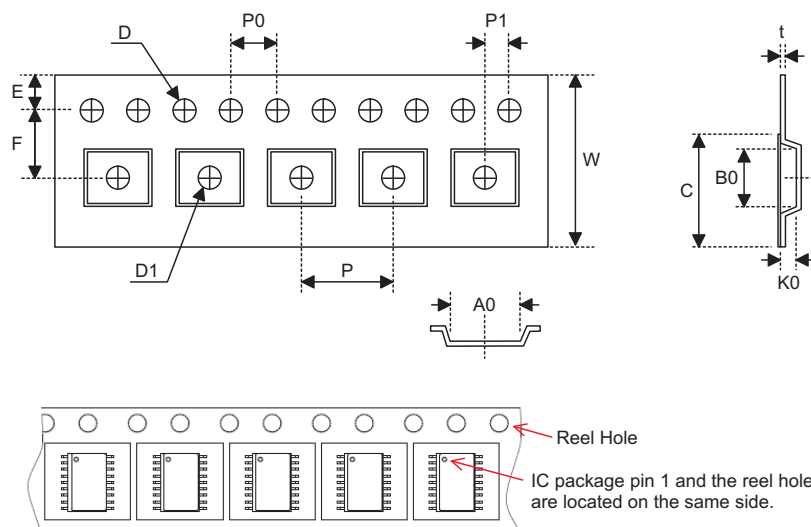 D
P0
P1
t
E
F
W
C
B0
D1
P
K0
A0
Reel Hole
IC package pin 1 and the reel hole
are located on the same side.